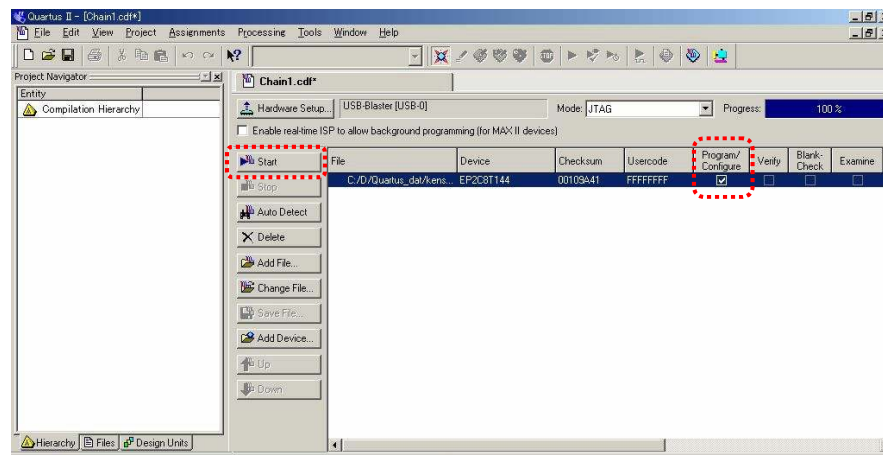 Quartus II - [Chain1.cdf*]
File Edit View Project Assignments Processing Tools Window Help
Project Navigator
Entity
Compilation Hierarchy
Hierarchy Files Design Units
Chain1.cdf*
Hardware Setup... USB-Blaster [USB-0] Mode: JTAG Progress: 100 %
Enable real-time ISP to allow background programming (for MAX II devices)
Start
Stop
Auto Detect
Delete
Add File...
Change File...
Save File...
Add Device...
Up
Down
File Device Checksum Usercode Program/ Configure Verify Blank- Check Examine
C:/D/Quartus_dat/kens... EP2C8T144 00109A41 FFFFFFFF